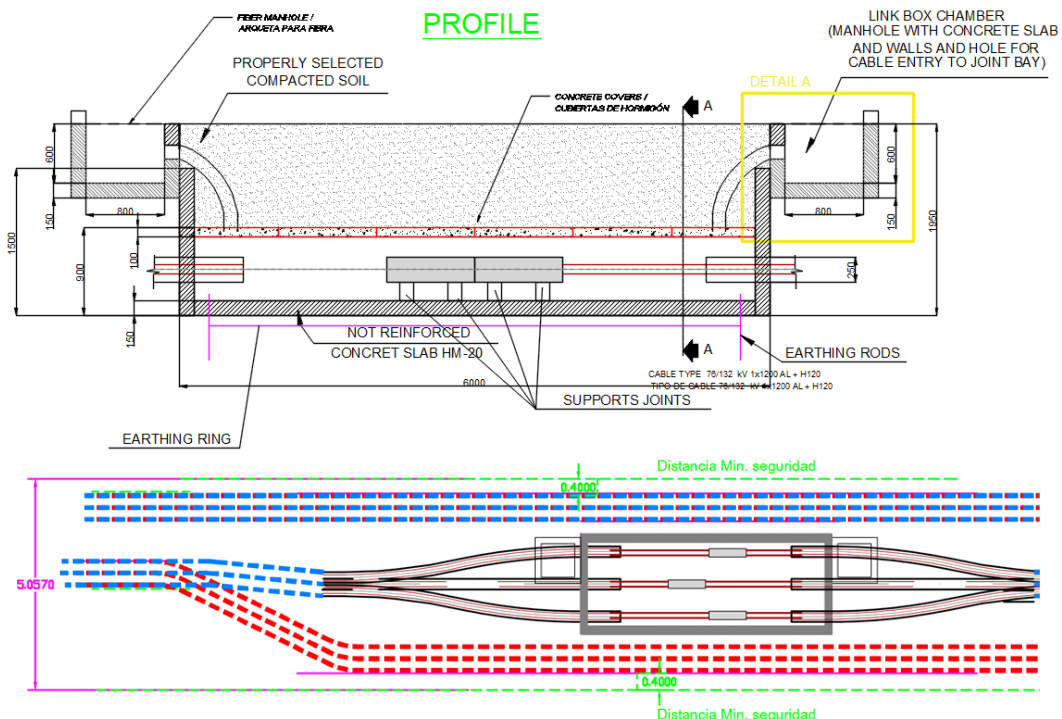 PROFILE
FIBER MANHOLE /
ARQUETA PARA FIBRA
LINK BOX CHAMBER
(MANHOLE WITH CONCRETE SLAB
AND WALLS AND HOLE FOR
CABLE ENTRY TO JOINT BAY)
PROPERLY SELECTED
COMPACTED SOIL
DETAIL A
CONCRETE COVERS /
CUBIERTAS DE HORMIGÓN
A
600
600
800
800
150
150
1500
1950
900
100
250
150
NOT REINFORCED
CONCRET SLAB HM-20
A
EARTHING RODS
CABLE TYPE 76/132 kV 1x1200 AL + H120
6000
SUPPORTS JOINTS
EARTHING RING
Distancia Min. seguridad
0.4000
5.0570
0.4000
Distancia Min. seguridad